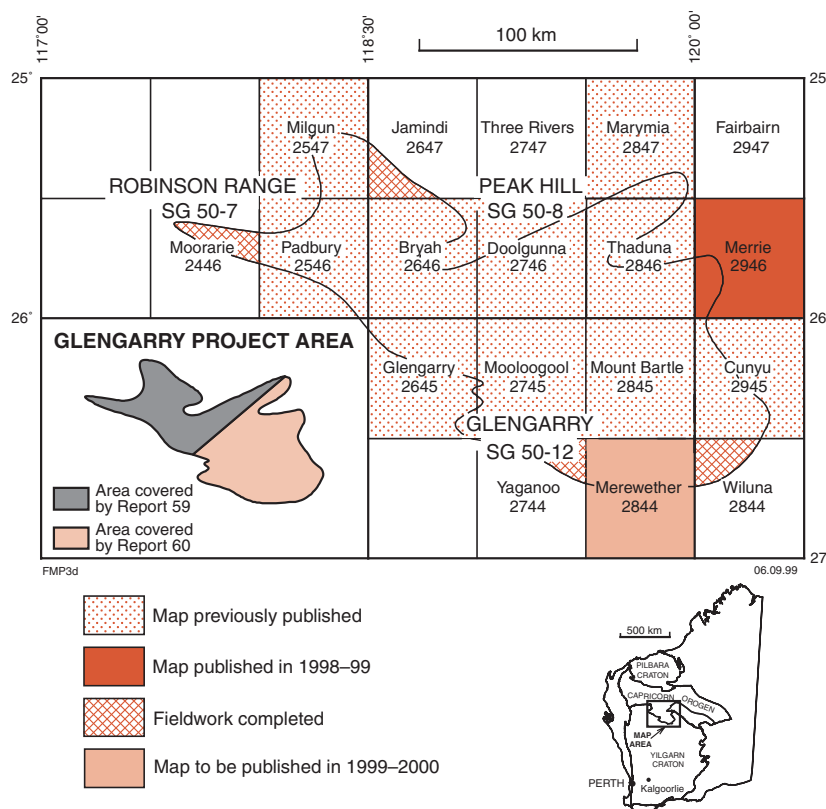 117°00'
118°30'
120°00'
100 km
25°
25
Milgun
2547
Jamindi
2647
Three Rivers
2747
Marymia
2847
Fairbairn
2947
ROBINSON RANGE
SG 50-7
PEAK HILL
SG 50-8
Moorarie
2446
Padbury
2546
Bryah
2646
Doolgunna
2746
Thaduna
2846
Merrie
2946
26°
26
GLENGARRY PROJECT AREA
Glengarry
2645
Mooloogool
2745
Mount Bartle
2845
Cunyu
2945
GLENGARRY
SG 50-12
Area covered
by Report 59
Area covered
by Report 60
Yaganoo
2744
Merewether
2844
Wiluna
2844
27
FMP3d
06.09.99
Map previously published
Map published in 1998–99
Fieldwork completed
Map to be published in 1999–2000
500 km
PILBARA
CRATON
CAPRICORN OROGEN
MAP
AREA
YILGARN
CRATON
PERTH
Kalgoorlie